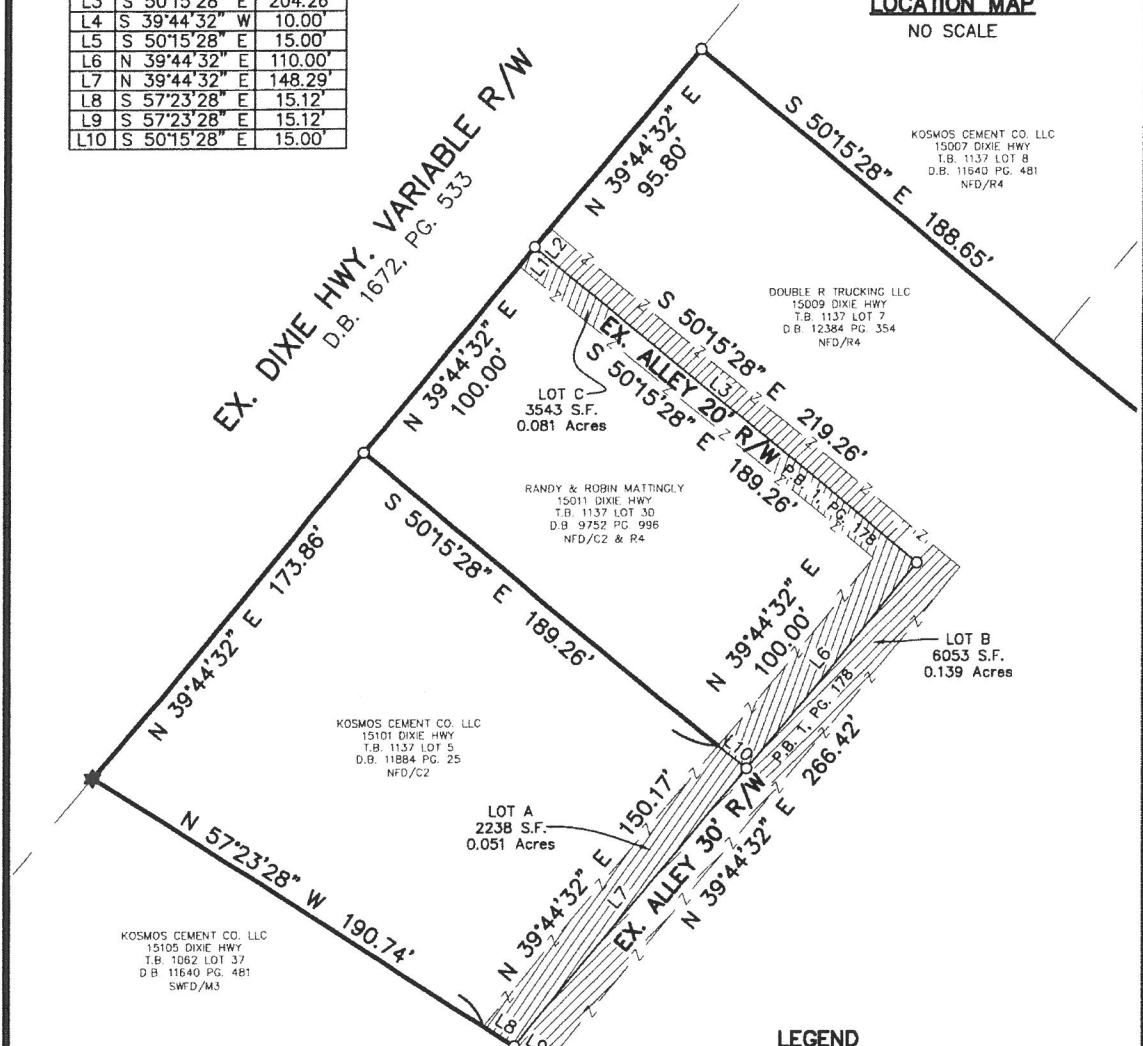 L3 S 50°15'28" E 204.26'
L4 S 39°44'32" W 10.00'
L5 S 50°15'28" E 15.00'
L6 N 39°44'32" E 110.00'
L7 N 39°44'32" E 148.29'
L8 S 57°23'28" E 15.12'
L9 S 57°23'28" E 15.12'
L10 S 50°15'28" E 15.00'
LOCATION MAP
NO SCALE
EX. DIXIE HWY. VARIABLE R/W
D.B. 1672, PG. 533
N 39°44'32" E
95.80'
S 50°15'28" E 188.65'
KOSMOS CEMENT CO. LLC
15007 DIXIE HWY
T.B. 1137 LOT 8
D.B. 11640 PG. 481
NFD/R4
L1
L2
DOUBLE R TRUCKING LLC
15009 DIXIE HWY
T.B. 1137 LOT 7
D.B. 12384 PG. 354
NFD/R4
S 50°15'28" E 219.26'
L3
EX. ALLEY 20' R/W P.B. 1, PG. 178
S 50°15'28" E 189.26'
N 39°44'32" E
100.00'
LOT C
3543 S.F.
0.081 Acres
RANDY & ROBIN MATTINGLY
15011 DIXIE HWY
T.B. 1137 LOT 30
D.B. 9752 PG. 996
NFD/C2 & R4
S 50°15'28" E 189.26'
N 39°44'32" E
100.00'
L6
LOT B
6053 S.F.
0.139 Acres
N 39°44'32" E 173.86'
KOSMOS CEMENT CO. LLC
15101 DIXIE HWY
T.B. 1137 LOT 5
D.B. 11884 PG. 25
NFD/C2
L10
LOT A
2238 S.F.
0.051 Acres
N 39°44'32" E 150.17'
L7
EX. ALLEY 30' R/W P.B. 1, PG. 178
N 39°44'32" E 266.42'
N 57°23'28" W 190.74'
KOSMOS CEMENT CO. LLC
15105 DIXIE HWY
T.B. 1062 LOT 37
D.B. 11640 PG. 481
SWFD/M3
L8
L9
LEGEND